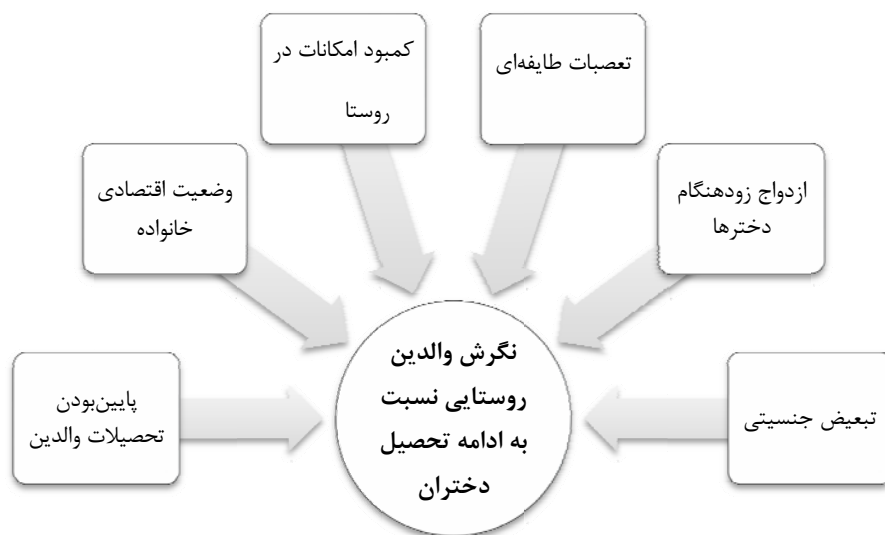 تعصبات طایفه‌ای
کمبود امکانات در
روستا
ازدواج زودهنگام
دخترها
وضعیت اقتصادی
خانواده
تبعیض جنسیتی
نگرش والدین
روستایی نسبت
به ادامه تحصیل
دختران
پایین‌بودن
تحصیلات والدین